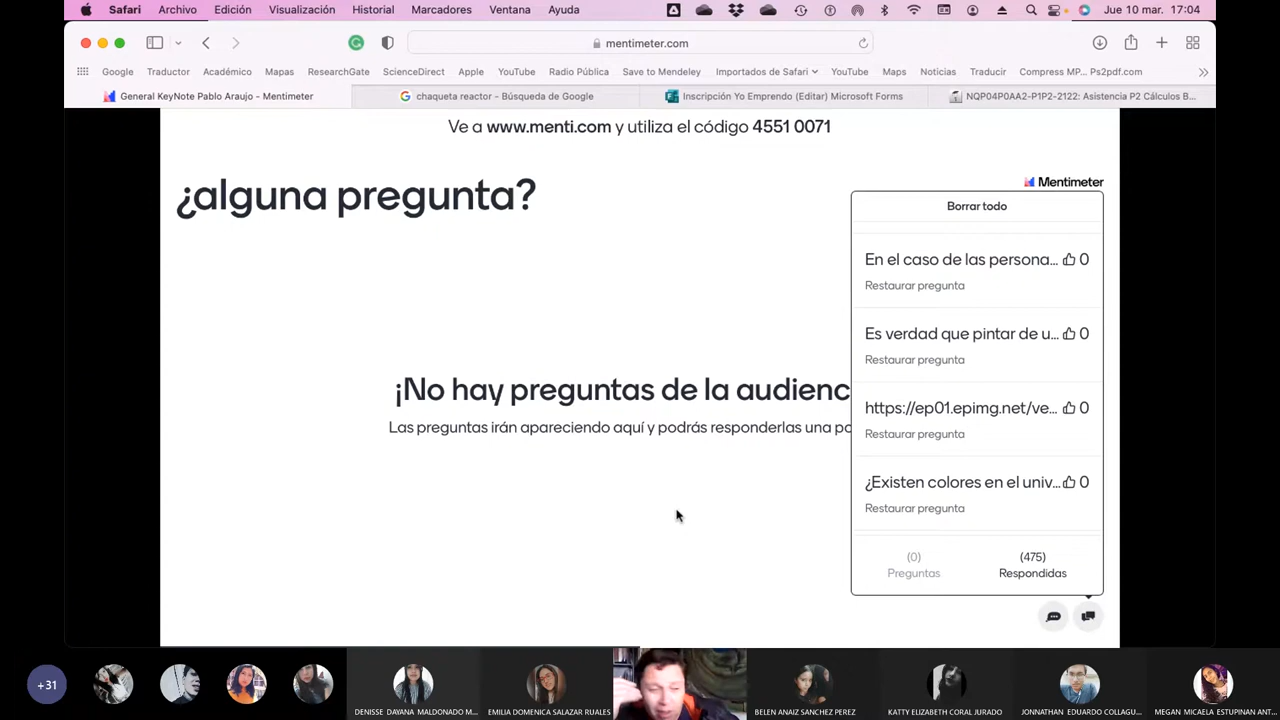 Safari Archivo Edición Visualización Historial Marcadores Ventana Ayuda Jue 10 mar. 17:04
mentimeter.com
Google Traductor Académico Mapas ResearchGate ScienceDirect Apple YouTube Radio Pública Save to Mendeley Importados de Safari YouTube Maps Noticias Traducir Compress MP... Ps2pdf.com
General KeyNote Pablo Araujo - Mentimeter
chaqueta reactor - Búsqueda de Google
Inscripción Yo Emprendo (Editar) Microsoft Forms
NQP04P0AA2-P1P2-2122: Asistencia P2 Cálculos B...
Ve a www.menti.com y utiliza el código 4551 0071
¿alguna pregunta?
Mentimeter
Borrar todo
En el caso de las persona... 0
Restaurar pregunta
Es verdad que pintar de u... 0
Restaurar pregunta
https://ep01.epimg.net/ve... 0
Restaurar pregunta
¿Existen colores en el univ... 0
Restaurar pregunta
(0) (475)
Preguntas Respondidas
¡No hay preguntas de la audienc
Las preguntas irán apareciendo aquí y podrás responderlas una po
+31
DENISSE DAYANA MALDONADO M...
EMILIA DOMENICA SALAZAR RUALES
BELEN ANAIZ SANCHEZ PEREZ
KATTY ELIZABETH CORAL JURADO
JONNATHAN EDUARDO COLLAGU...
MEGAN MICAELA ESTUPINAN ANT...